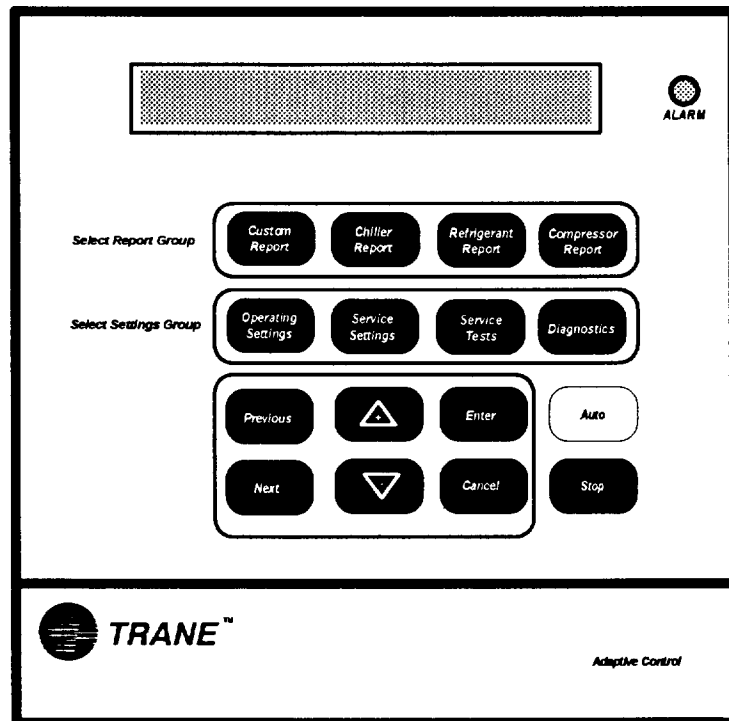 ALARM
Select Report Group
Custom Report
Chiller Report
Refrigerant Report
Compressor Report
Select Settings Group
Operating Settings
Service Settings
Service Tests
Diagnostics
Previous
+
Enter
Auto
Next
-
Cancel
Stop
TRANE™
Adaptive Control